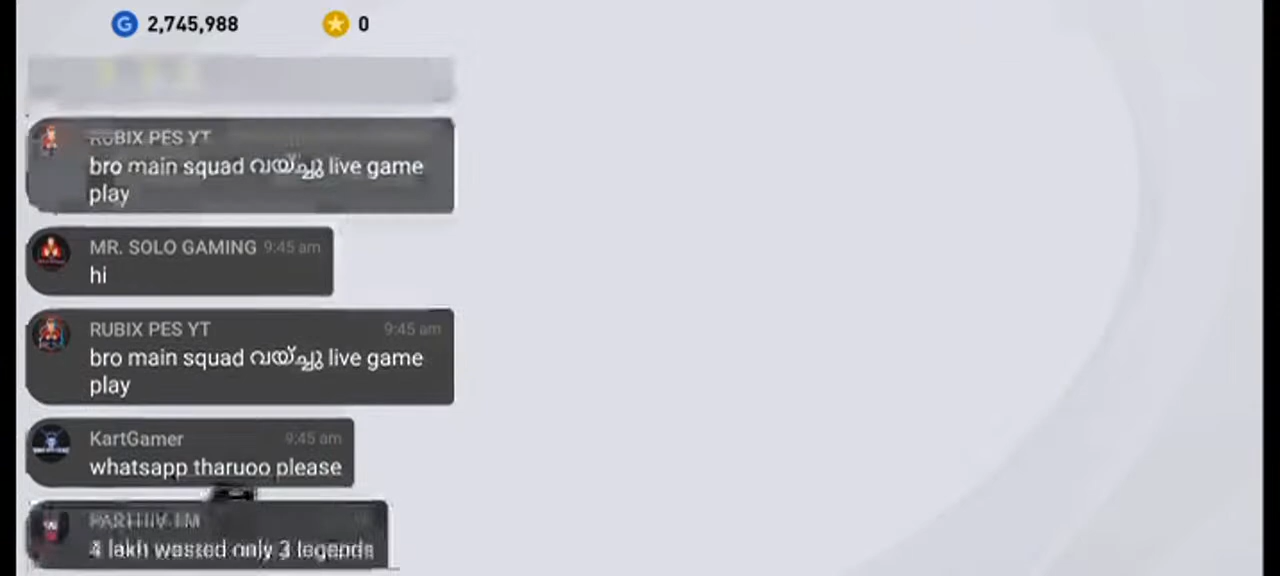 2,745,988 0
RUBIX PES YT
bro main squad വയ്ച്ചു live game
play
MR. SOLO GAMING 9:45 am
hi
RUBIX PES YT 9:45 am
bro main squad വയ്ച്ചു live game
play
KartGamer 9:45 am
whatsapp tharuoo please
4 lakh wasted only 3 legends